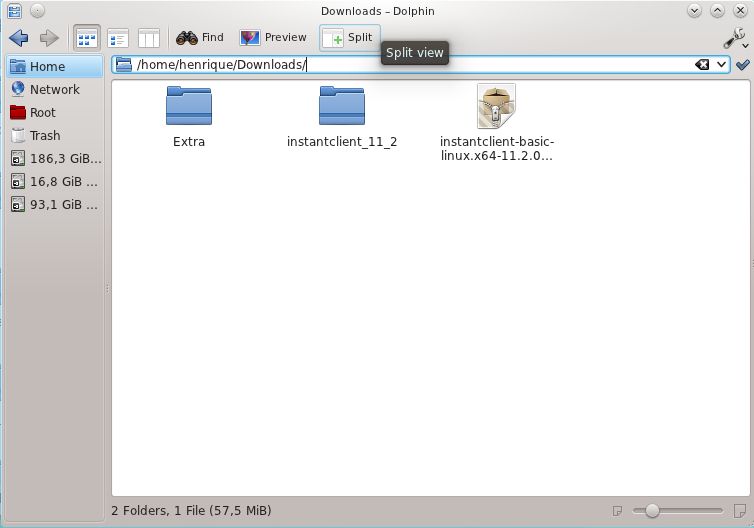 Downloads – Dolphin
Find
Preview
Split
Split view
Home
Network
Root
Trash
186,3 GiB...
16,8 GiB ...
93,1 GiB ...
/home/henrique/Downloads/
Extra
instantclient_11_2
instantclient-basic-
linux.x64-11.2.0...
2 Folders, 1 File (57,5 MiB)